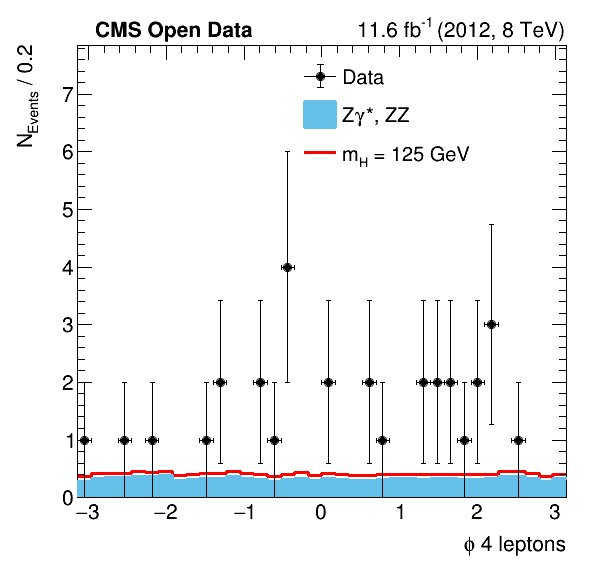 CMS Open Data 11.6 fb⁻¹ (2012, 8 TeV)
N_Events / 0.2
Data
Zγ*, ZZ
m_H = 125 GeV
7
6
5
4
3
2
1
0
−3 −2 −1 0 1 2 3
ϕ 4 leptons